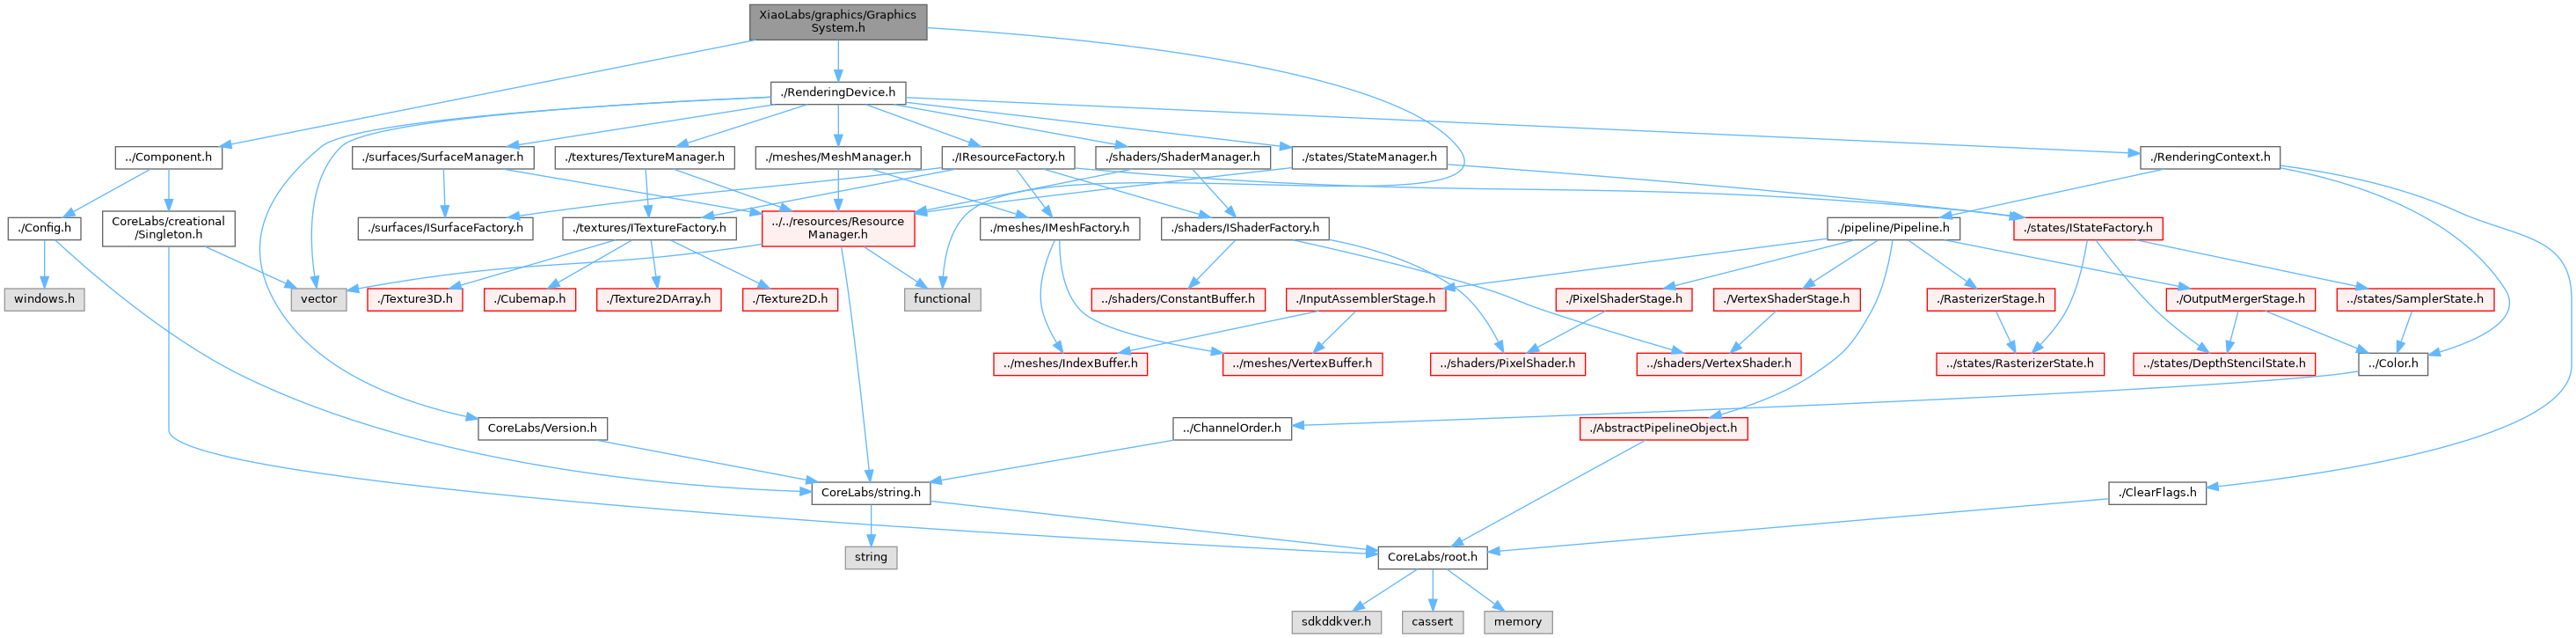 XiaoLabs/graphics/Graphics
System.h
./RenderingDevice.h
../Component.h
./surfaces/SurfaceManager.h
./textures/TextureManager.h
./meshes/MeshManager.h
./IResourceFactory.h
./shaders/ShaderManager.h
./states/StateManager.h
./RenderingContext.h
./Config.h
CoreLabs/creational
/Singleton.h
./surfaces/ISurfaceFactory.h
./textures/ITextureFactory.h
../../resources/Resource
Manager.h
./meshes/IMeshFactory.h
./shaders/IShaderFactory.h
./pipeline/Pipeline.h
./states/IStateFactory.h
windows.h
vector
./Texture3D.h
./Cubemap.h
./Texture2DArray.h
./Texture2D.h
functional
../shaders/ConstantBuffer.h
./InputAssemblerStage.h
./PixelShaderStage.h
./VertexShaderStage.h
./RasterizerStage.h
./OutputMergerStage.h
../states/SamplerState.h
../meshes/IndexBuffer.h
../meshes/VertexBuffer.h
../shaders/PixelShader.h
../shaders/VertexShader.h
../states/RasterizerState.h
../states/DepthStencilState.h
../Color.h
CoreLabs/Version.h
../ChannelOrder.h
./AbstractPipelineObject.h
CoreLabs/string.h
./ClearFlags.h
string
CoreLabs/root.h
sdkddkver.h
cassert
memory